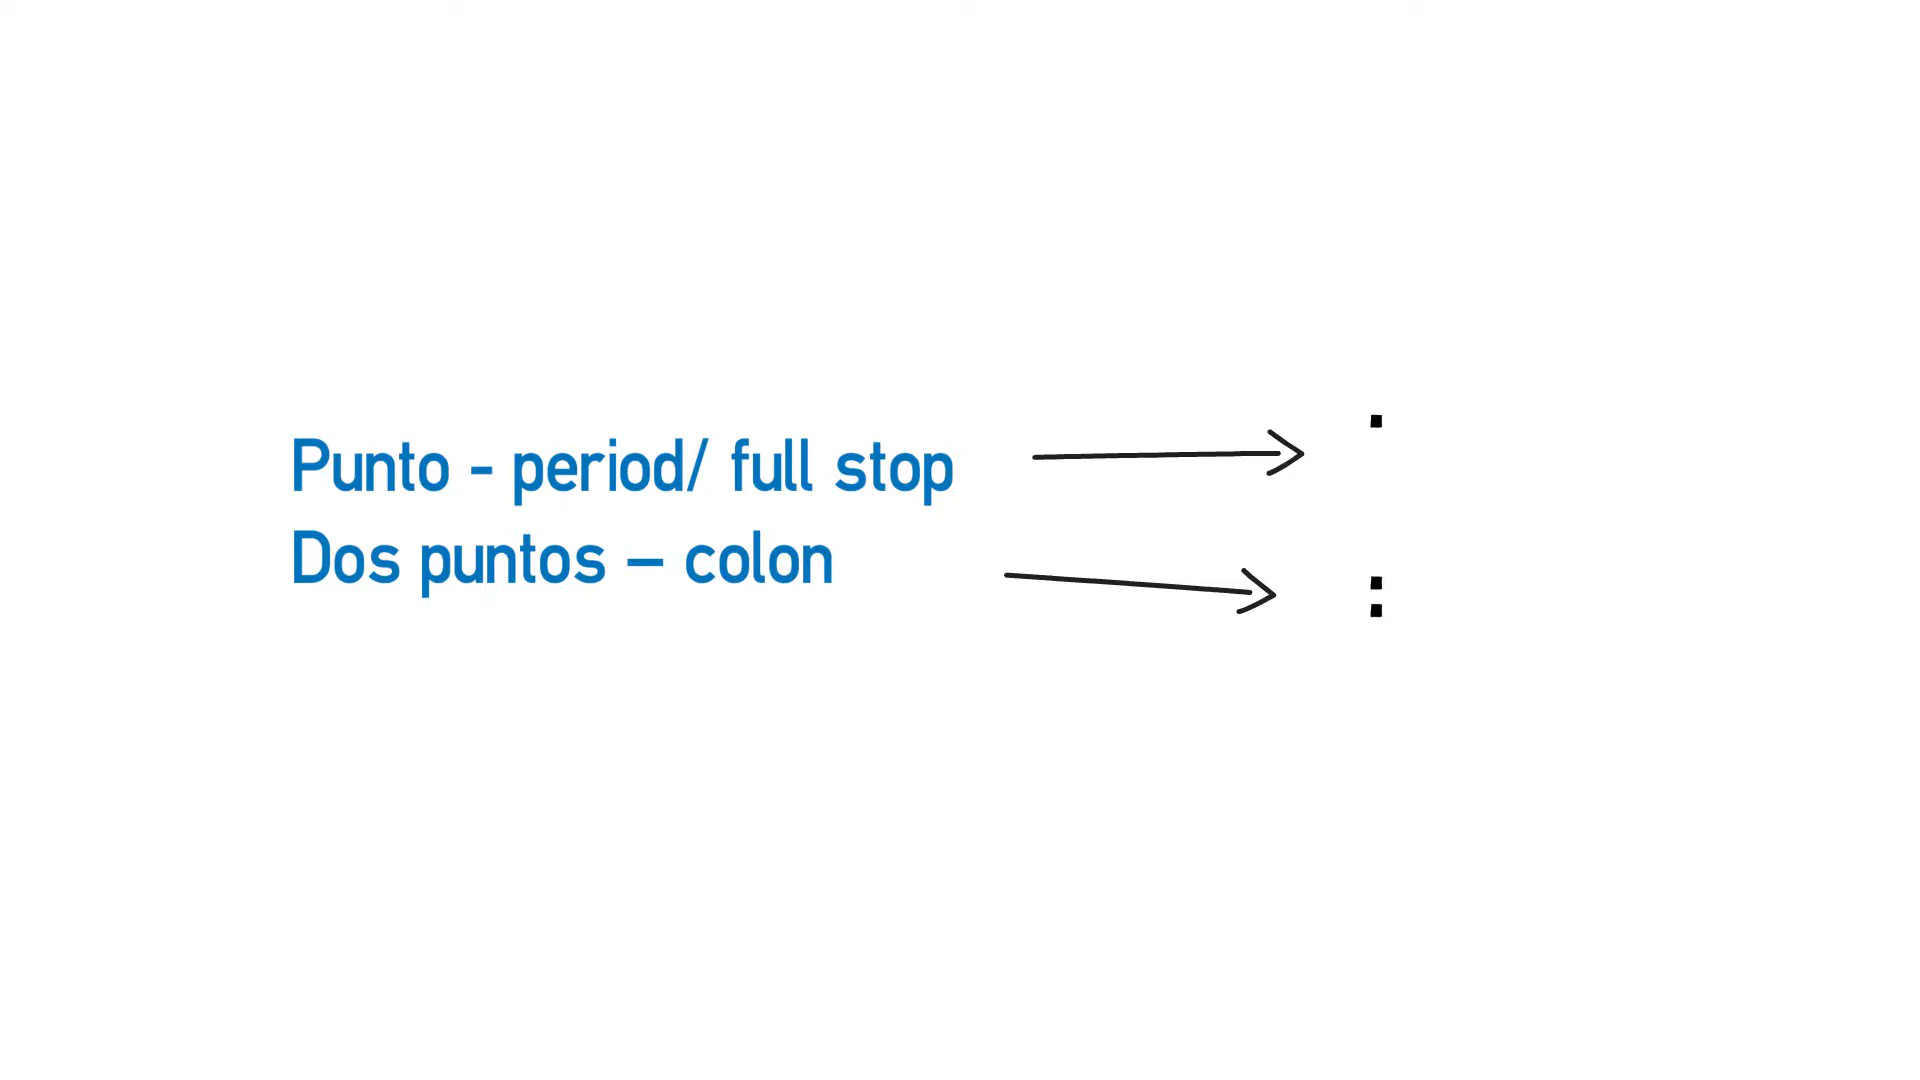 Punto - period/ full stop .
Dos puntos – colon :